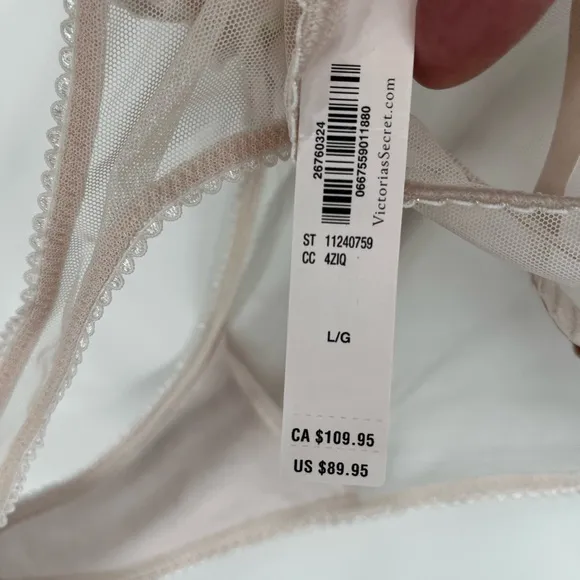 26760324
0667559011880
VictoriasSecret.com
ST 11240759
CC 4ZIQ
L/G
CA $109.95
US $89.95